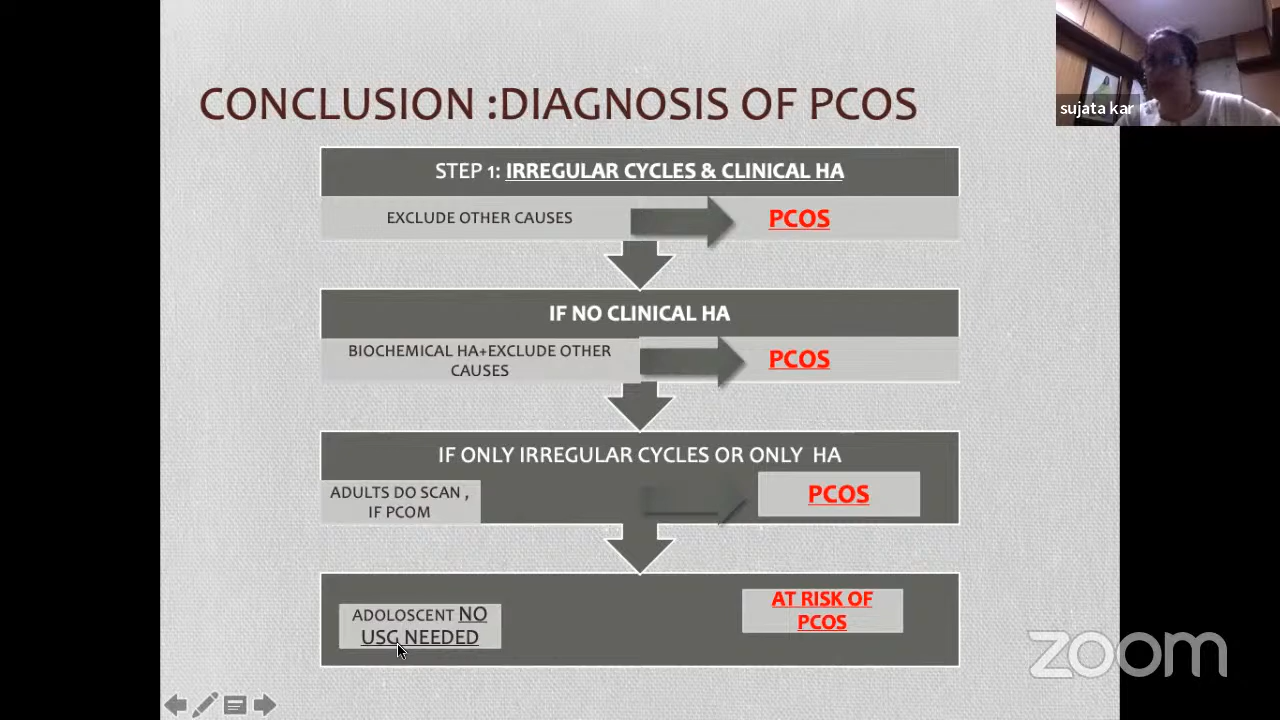 CONCLUSION :DIAGNOSIS OF PCOS
sujata kar
STEP 1: IRREGULAR CYCLES & CLINICAL HA
EXCLUDE OTHER CAUSES
PCOS
IF NO CLINICAL HA
BIOCHEMICAL HA+EXCLUDE OTHER
CAUSES
PCOS
IF ONLY IRREGULAR CYCLES OR ONLY HA
ADULTS DO SCAN ,
IF PCOM
PCOS
ADOLOSCENT NO
USG NEEDED
AT RISK OF
PCOS
zoom